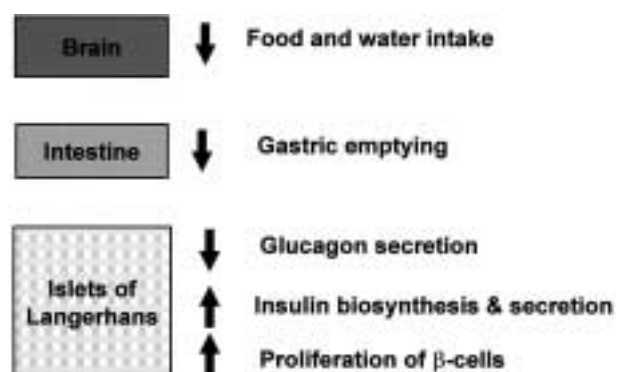 Brain
Food and water intake
Intestine
Gastric emptying
Islets of
Langerhans
Glucagon secretion
Insulin biosynthesis & secretion
Proliferation of β-cells